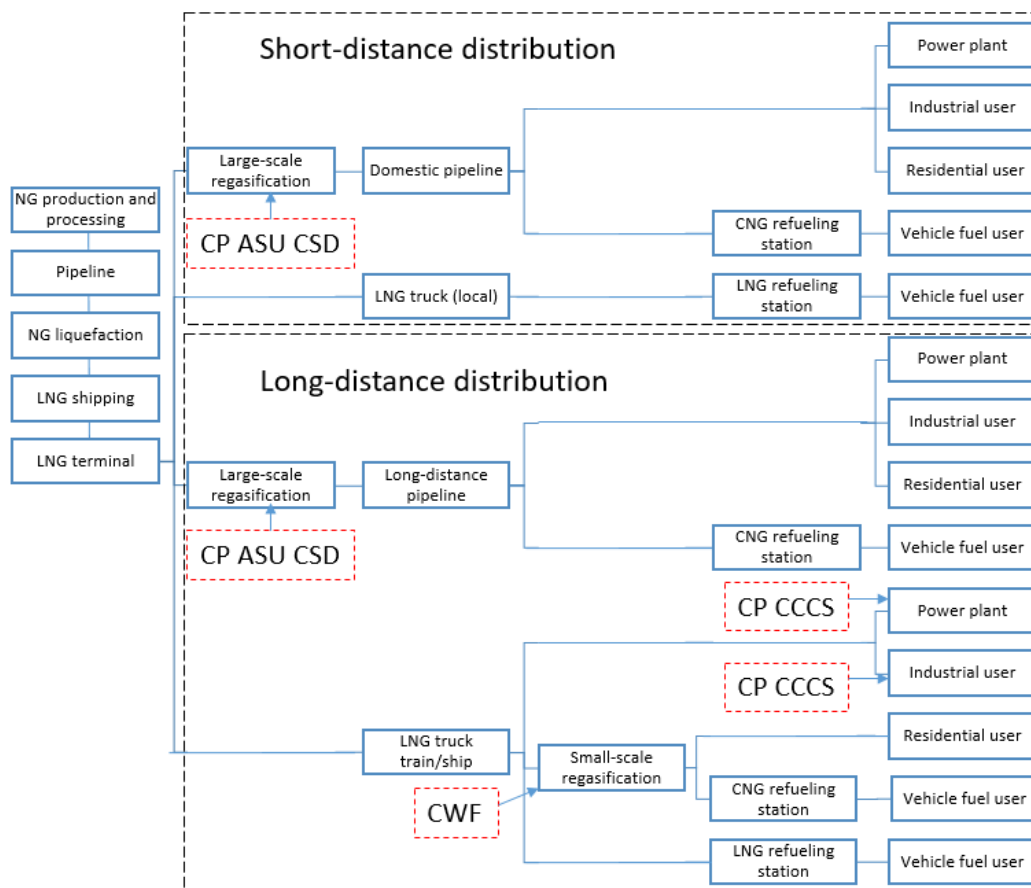 Short-distance distribution
Power plant
Industrial user
Large-scale
regasification
Domestic pipeline
Residential user
NG production and
processing
CP ASU CSD
CNG refueling
station
Vehicle fuel user
Pipeline
LNG truck (local)
LNG refueling
station
Vehicle fuel user
NG liquefaction
LNG shipping
LNG terminal
Long-distance distribution
Power plant
Industrial user
Large-scale
regasification
Long-distance
pipeline
Residential user
CP ASU CSD
CNG refueling
station
Vehicle fuel user
CP CCCS
Power plant
CP CCCS
Industrial user
LNG truck
train/ship
Small-scale
regasification
Residential user
CWF
CNG refueling
station
Vehicle fuel user
LNG refueling
station
Vehicle fuel user